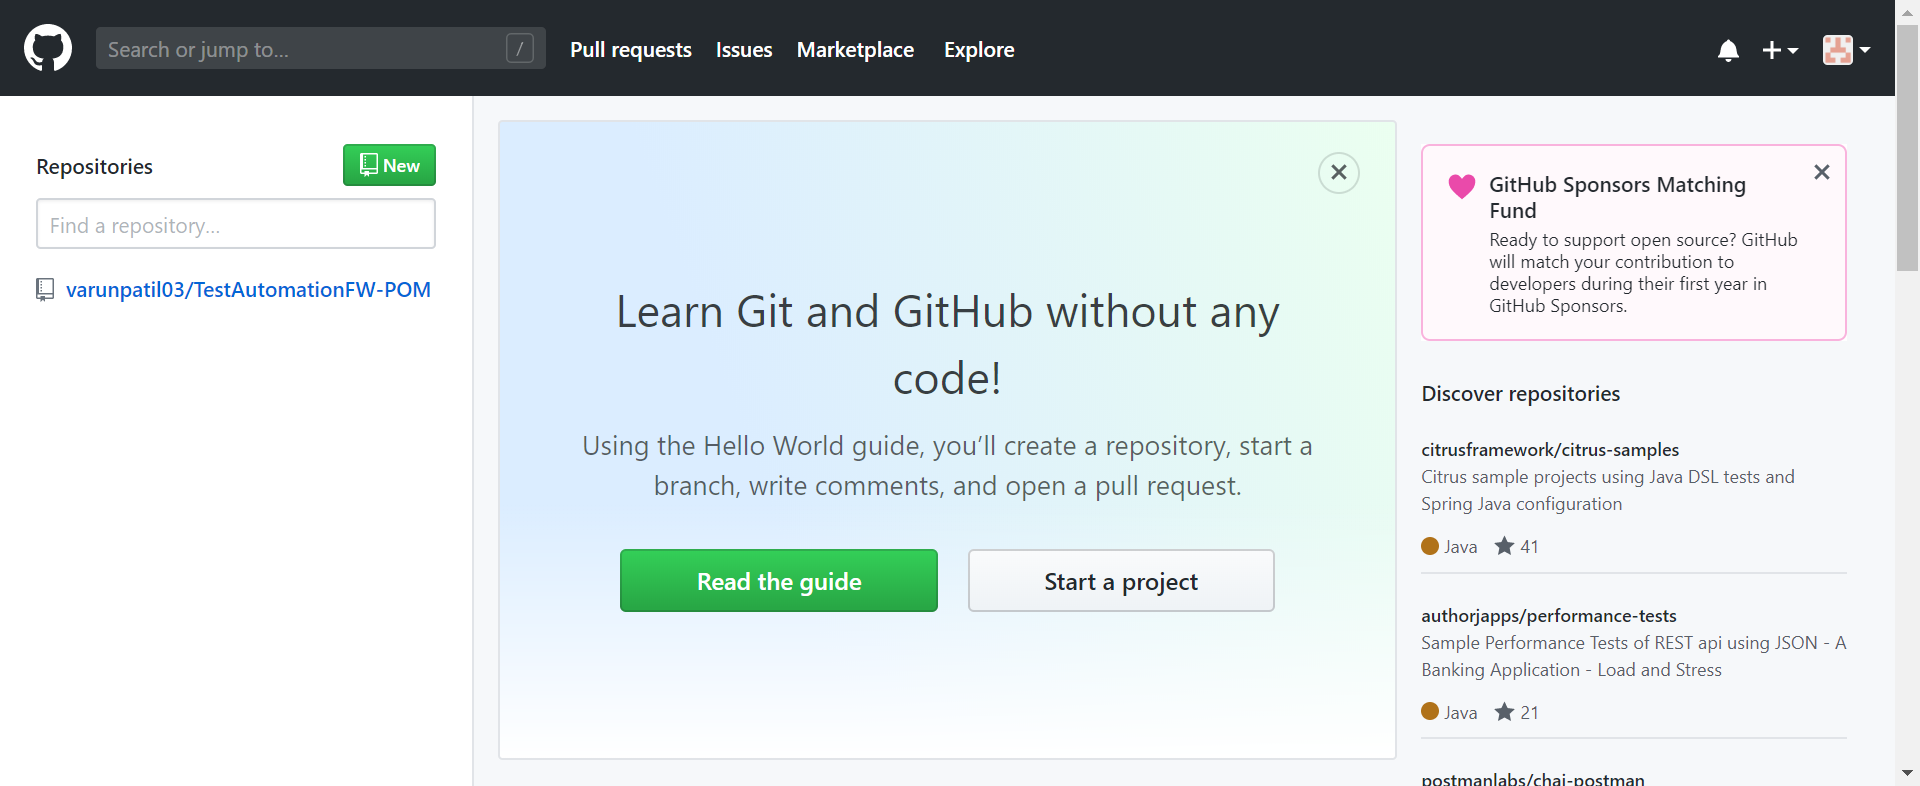 Search or jump to...
/
Pull requests
Issues
Marketplace
Explore
Repositories
New
Find a repository...
varunpatil03/TestAutomationFW-POM
Learn Git and GitHub without any
code!
Using the Hello World guide, you’ll create a repository, start a
branch, write comments, and open a pull request.
Read the guide
Start a project
GitHub Sponsors Matching
Fund
Ready to support open source? GitHub
will match your contribution to
developers during their first year in
GitHub Sponsors.
Discover repositories
citrusframework/citrus-samples
Citrus sample projects using Java DSL tests and
Spring Java configuration
Java ★ 41
authorjapps/performance-tests
Sample Performance Tests of REST api using JSON - A
Banking Application - Load and Stress
Java ★ 21
postmanlabs/chai-postman